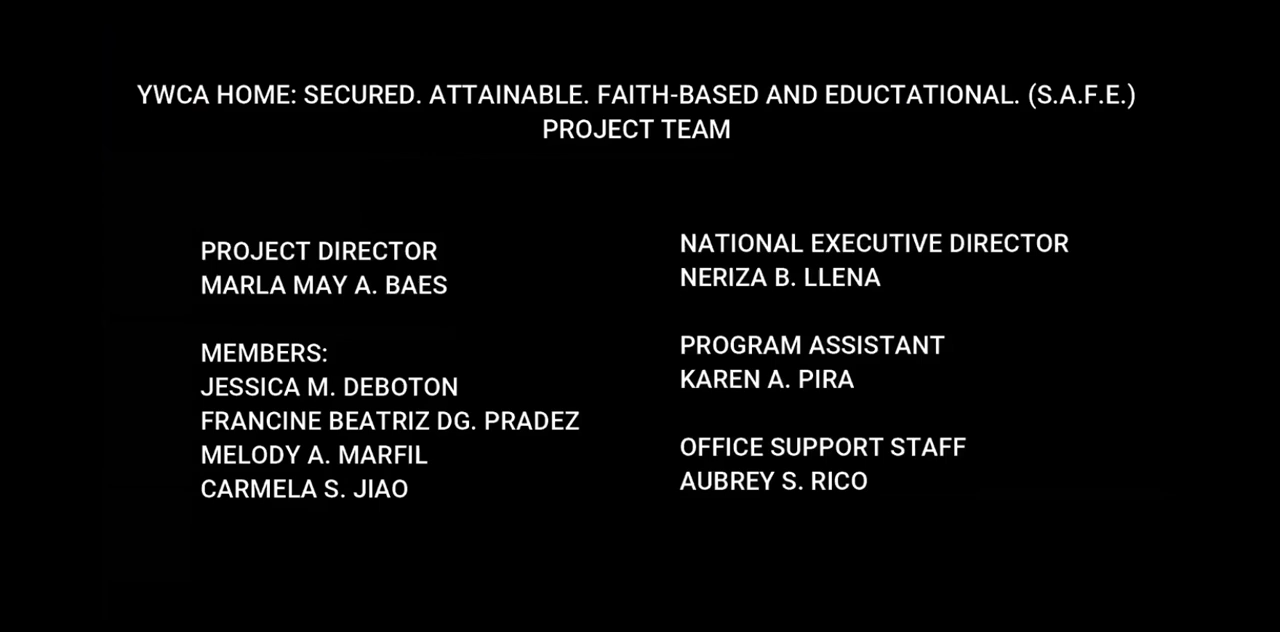 YWCA HOME: SECURED. ATTAINABLE. FAITH-BASED AND EDUCTATIONAL. (S.A.F.E.)
PROJECT TEAM
PROJECT DIRECTOR
MARLA MAY A. BAES
MEMBERS:
JESSICA M. DEBOTON
FRANCINE BEATRIZ DG. PRADEZ
MELODY A. MARFIL
CARMELA S. JIAO
NATIONAL EXECUTIVE DIRECTOR
NERIZA B. LLENA
PROGRAM ASSISTANT
KAREN A. PIRA
OFFICE SUPPORT STAFF
AUBREY S. RICO